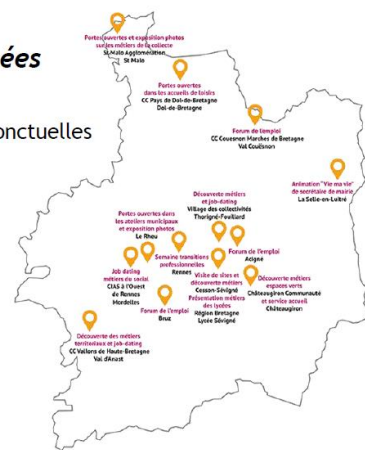 ées
onctuelles
Portes ouvertes et exposition photos
sur les métiers de la collecte
St Malo Agglomération
St Malo
Portes ouvertes
dans les accueils de loisirs
CC Pays de Dol-de-Bretagne
Dol-de-Bretagne
Forum de l'emploi
CC Couesnon Marches de Bretagne
Val Couesnon
Animation "Vie ma vie"
de secrétaire de mairie
La Selle-en-Luitré
Découverte métiers
et job-dating
Village des collectivités
Thorigné-Fouillard
Portes ouvertes dans
les ateliers municipaux
et exposition photos
Le Rheu
Semaine transitions
professionnelles
Rennes
Forum de l'emploi
Acigné
Job dating
métiers du social
CIAS à l'Ouest
de Rennes
Mordelles
Visite de sites et
découverte métiers
Cesson-Sévigné
Présentation métiers
des lycées
Région Bretagne
Lycée Sévigné
Découverte métiers
espaces verts
Châteaugiron Communauté
et service accueil
Châteaugiron
Forum de l'emploi
Bruz
Découverte des métiers
territoriaux et job-dating
CC Vallons de Haute-Bretagne
Val d'Anast